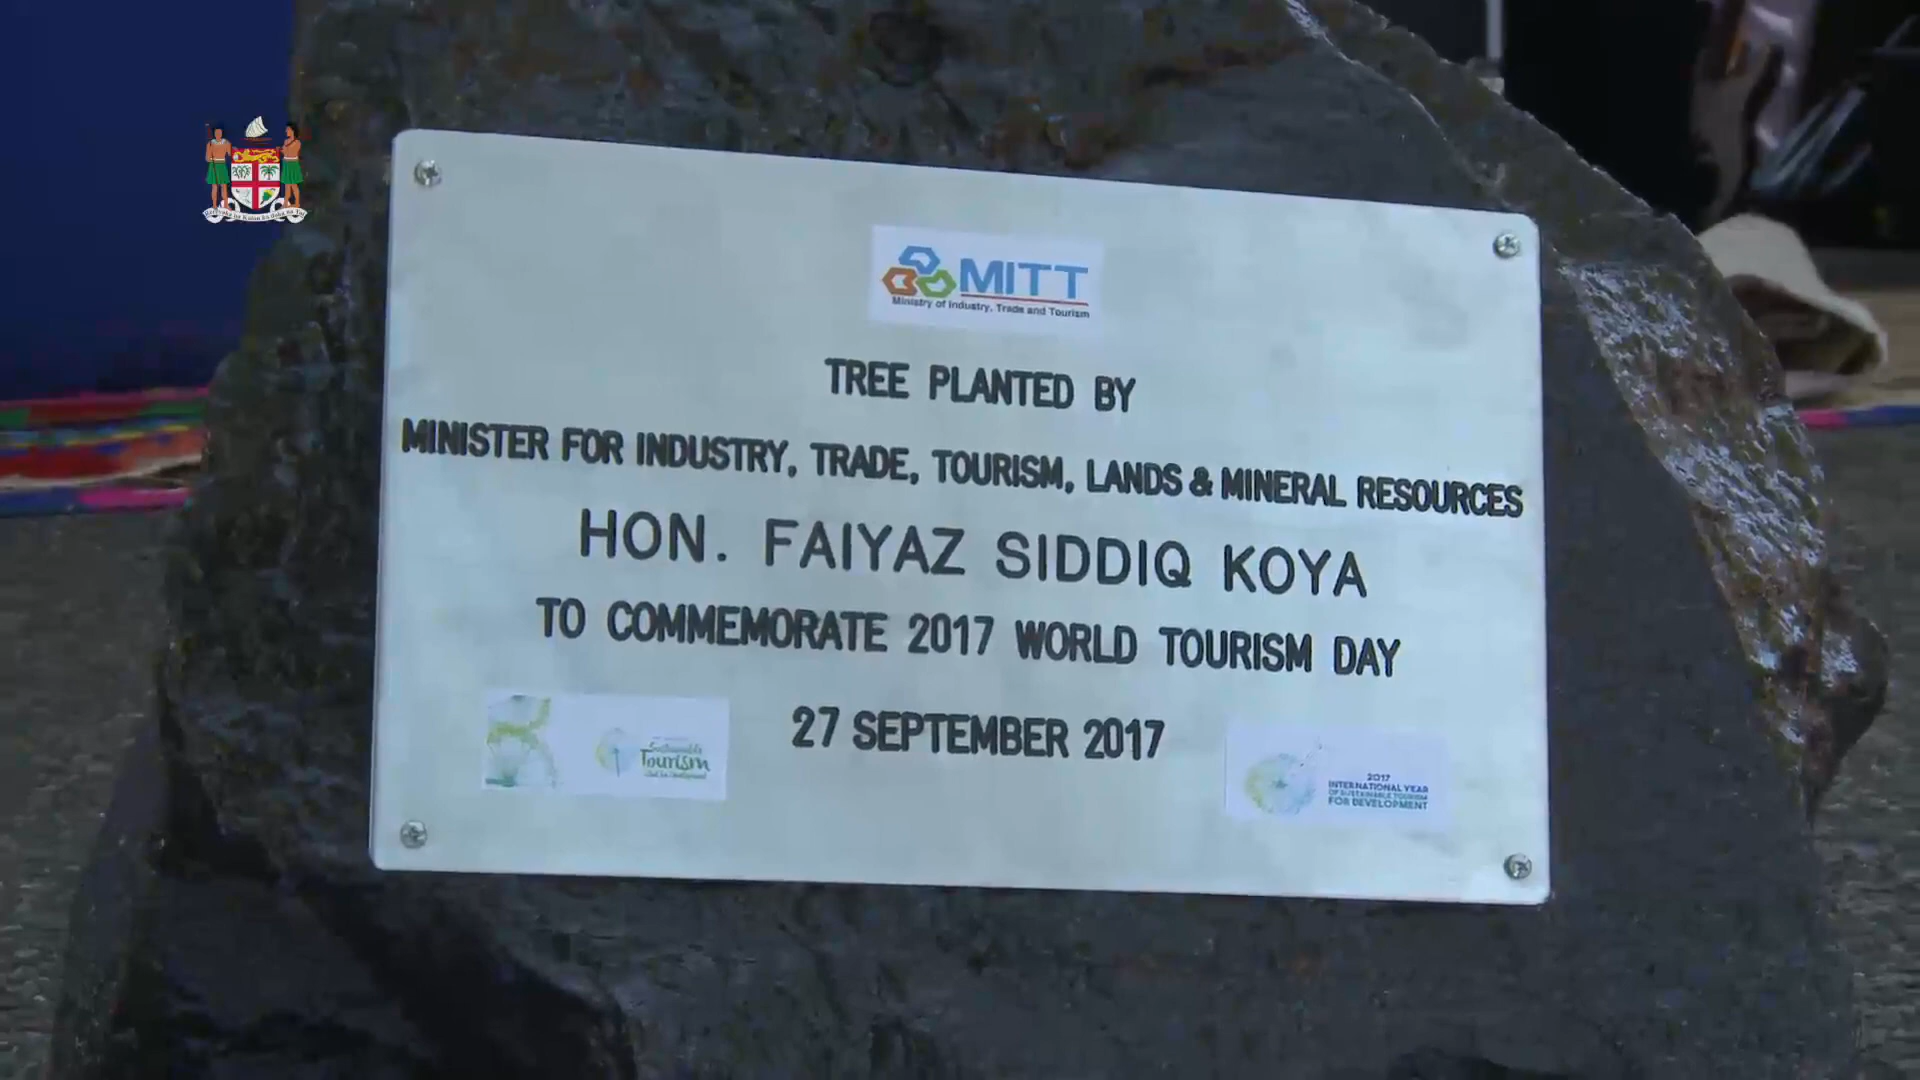 MITT
Ministry of Industry, Trade and Tourism
TREE PLANTED BY
MINISTER FOR INDUSTRY, TRADE, TOURISM, LANDS & MINERAL RESOURCES
HON. FAIYAZ SIDDIQ KOYA
TO COMMEMORATE 2017 WORLD TOURISM DAY
27 SEPTEMBER 2017
Sustainable
Tourism
2017
INTERNATIONAL YEAR
OF SUSTAINABLE TOURISM
FOR DEVELOPMENT